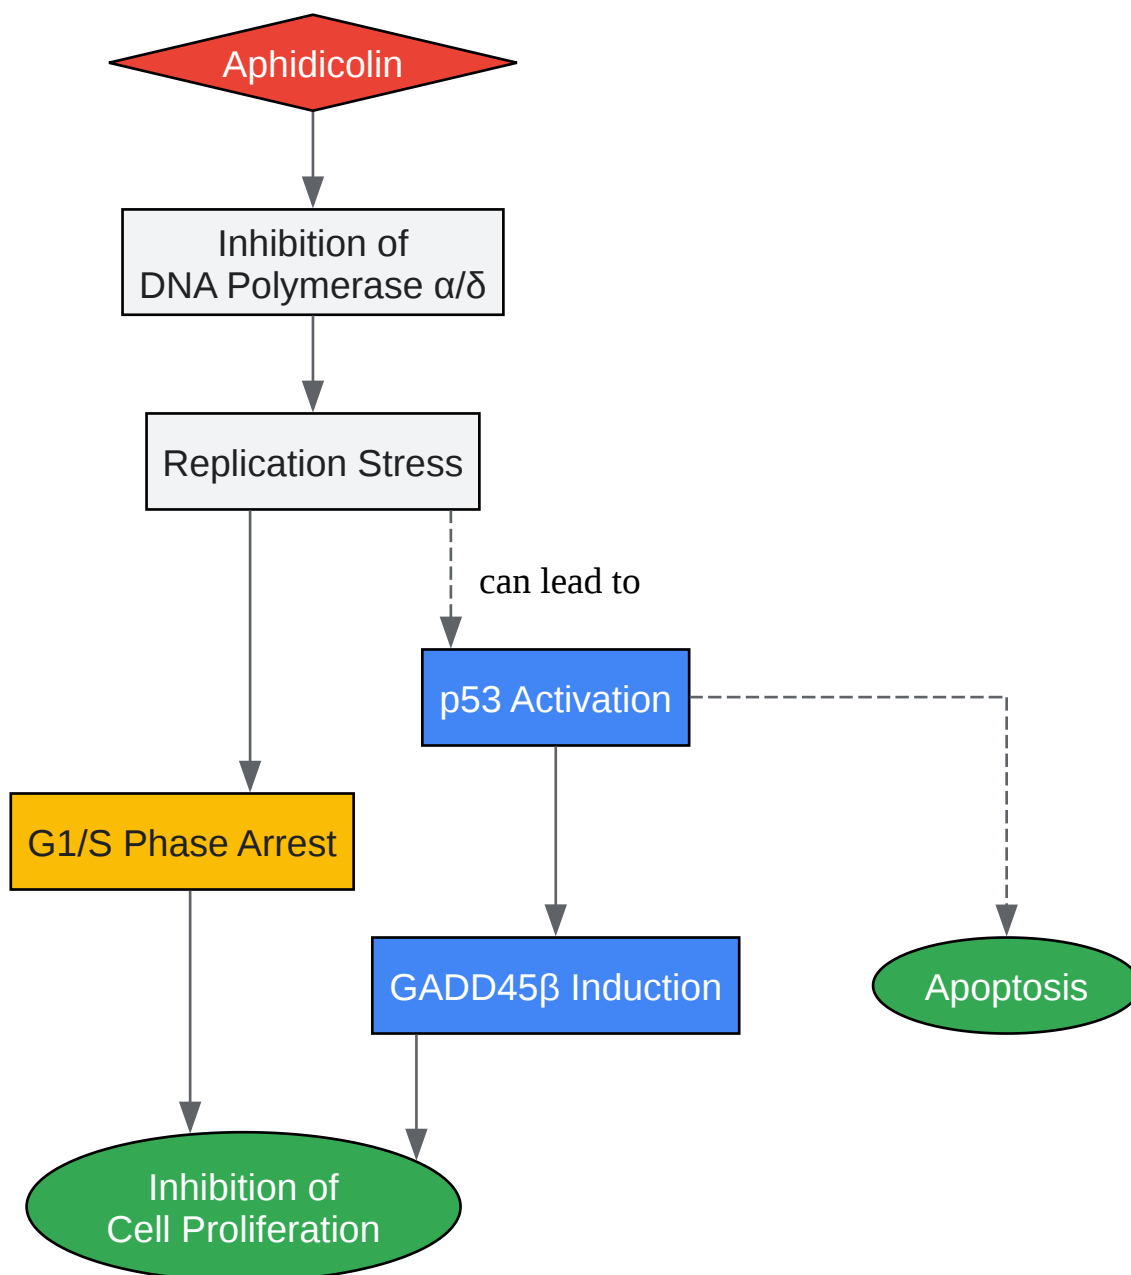 Aphidicolin
Inhibition of
DNA Polymerase α/δ
Replication Stress
can lead to
p53 Activation
G1/S Phase Arrest
GADD45β Induction
Apoptosis
Inhibition of
Cell Proliferation